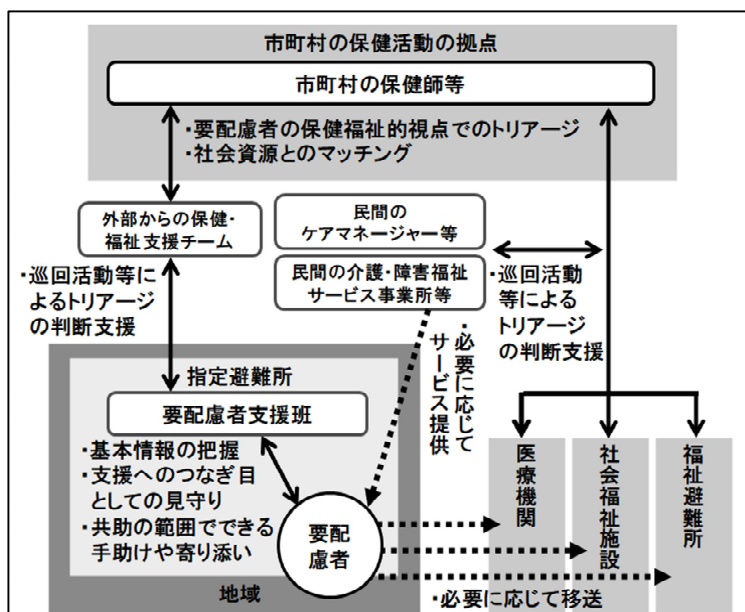 市町村の保健活動の拠点
市町村の保健師等
・要配慮者の保健福祉的視点でのトリアージ
・社会資源とのマッチング
外部からの保健・
福祉支援チーム
民間の
ケアマネージャー等
民間の介護・障害福祉
サービス事業所等
・巡回活動等に
よるトリアージ
の判断支援
・巡回活動
等による
トリアージ
の判断支援
・必要に応じて
サービス提供
指定避難所
要配慮者支援班
・基本情報の把握
・支援へのつなぎ目
としての見守り
・共助の範囲でできる
手助けや寄り添い
要配
慮者
地域
医療機関
社会福祉施設
福祉避難所
・必要に応じて移送